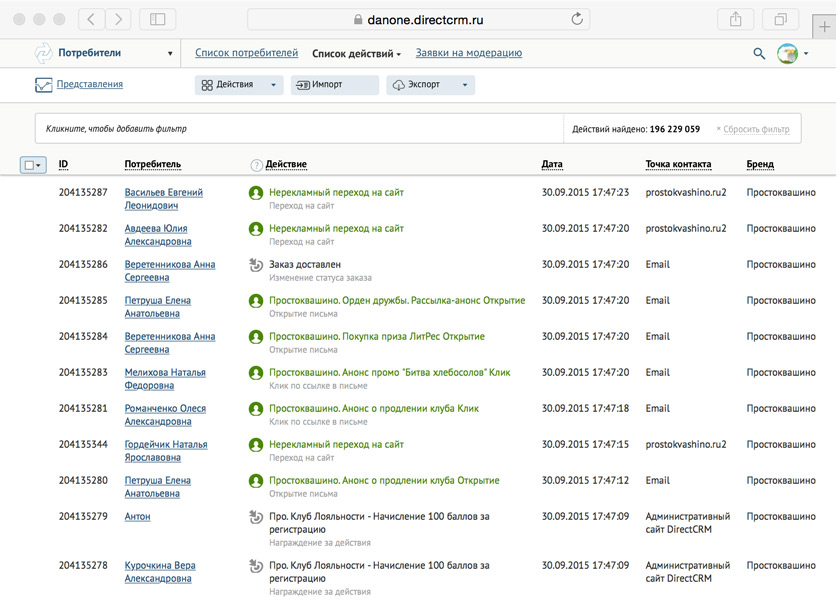 danone.directcrm.ru
Потребители
Список потребителей
Список действий
Заявки на модерацию
Представления
Действия
Импорт
Экспорт
Кликните, чтобы добавить фильтр
Действий найдено: 196 229 059
× Сбросить фильтр
ID Потребитель ? Действие Дата Точка контакта Бренд
204135287 Васильев Евгений Нерекламный переход на сайт 30.09.2015 17:47:23 prostokvashino.ru2 Простоквашино
Леонидович Переход на сайт
204135282 Авдеева Юлия Нерекламный переход на сайт 30.09.2015 17:47:20 prostokvashino.ru2 Простоквашино
Александровна Переход на сайт
204135286 Веретенникова Анна Заказ доставлен 30.09.2015 17:47:20 Email Простоквашино
Сергеевна Изменение статуса заказа
204135285 Петруша Елена Простоквашино. Орден дружбы. Рассылка-анонс Открытие 30.09.2015 17:47:20 Email Простоквашино
Анатольевна Открытие письма
204135284 Веретенникова Анна Простоквашино. Покупка приза ЛитРес Открытие 30.09.2015 17:47:20 Email Простоквашино
Сергеевна Открытие письма
204135283 Мелихова Наталья Простоквашино. Анонс промо "Битва хлебосолов" Клик 30.09.2015 17:47:20 Email Простоквашино
Федоровна Клик по ссылке в письме
204135281 Романченко Олеся Простоквашино. Анонс о продлении клуба Клик 30.09.2015 17:47:18 Email Простоквашино
Александровна Клик по ссылке в письме
204135344 Гордейчик Наталья Нерекламный переход на сайт 30.09.2015 17:47:15 prostokvashino.ru2 Простоквашино
Ярославовна Переход на сайт
204135280 Петруша Елена Простоквашино. Анонс о продлении клуба Открытие 30.09.2015 17:47:12 Email Простоквашино
Анатольевна Открытие письма
204135279 Антон Про. Клуб Лояльности - Начисление 100 баллов за 30.09.2015 17:47:09 Административный Простоквашино
регистрацию сайт DirectCRM
Награждение за действия
204135278 Курочкина Вера Про. Клуб Лояльности - Начисление 100 баллов за 30.09.2015 17:47:09 Административный Простоквашино
Александровна регистрацию сайт DirectCRM
Награждение за действия